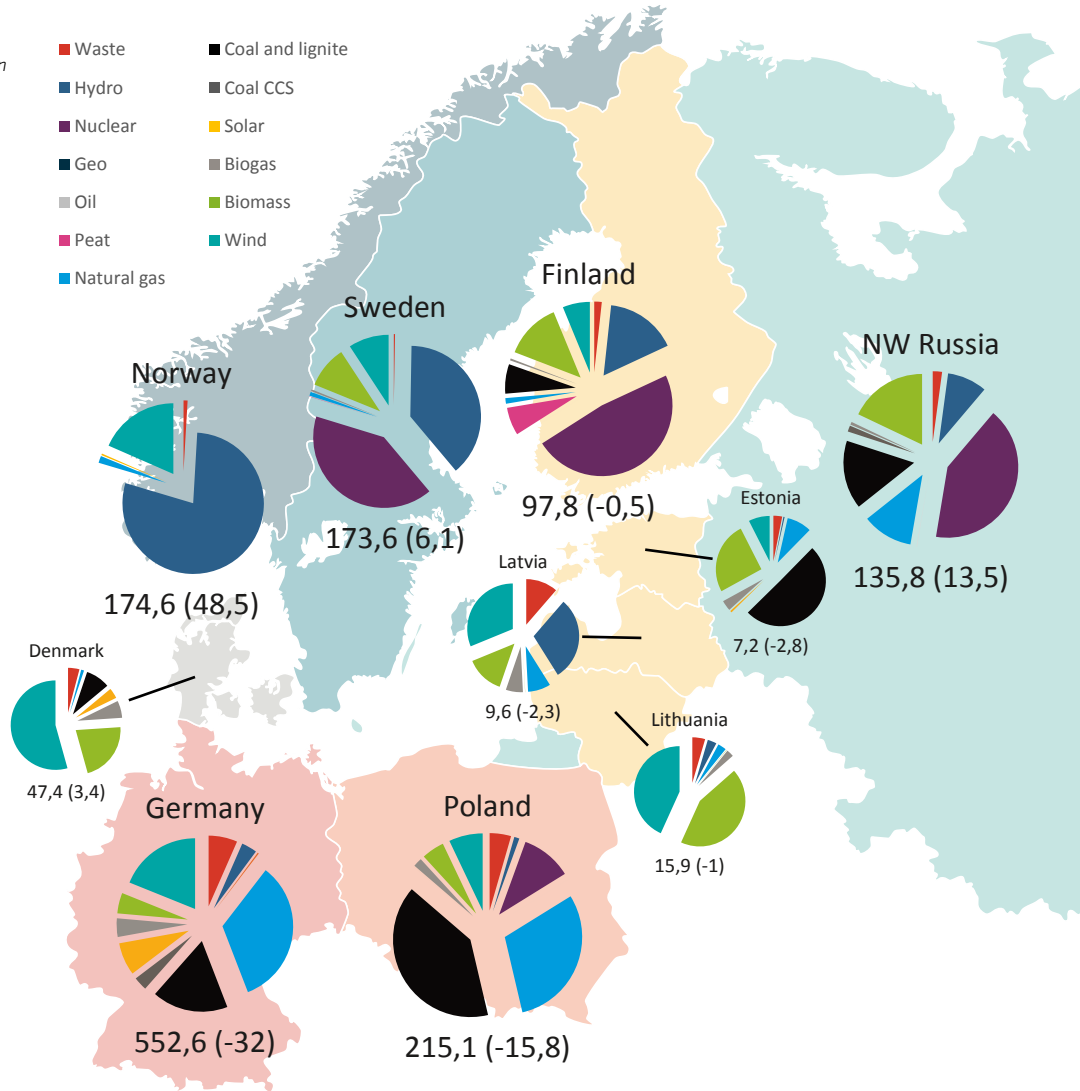 n
Waste
Hydro
Nuclear
Geo
Oil
Peat
Natural gas
Coal and lignite
Coal CCS
Solar
Biogas
Biomass
Wind
Finland
97,8 (-0,5)
Sweden
173,6 (6,1)
Norway
174,6 (48,5)
NW Russia
135,8 (13,5)
Estonia
7,2 (-2,8)
Latvia
9,6 (-2,3)
Denmark
47,4 (3,4)
Lithuania
15,9 (-1)
Germany
552,6 (-32)
Poland
215,1 (-15,8)